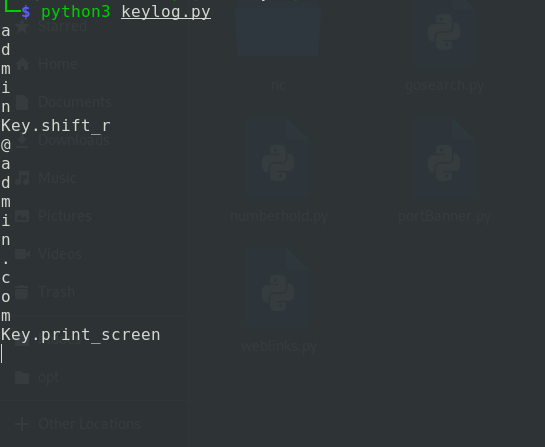 $ python3 keylog.py
a
d
m
i
n
Key.shift_r
@
a
d
m
i
n
.
c
o
m
Key.print_screen
Starred
Home
Documents
Downloads
Music
Pictures
Videos
Trash
opt
Other Locations
nc
gosearch.py
numberhold.py
portBanner.py
weblinks.py